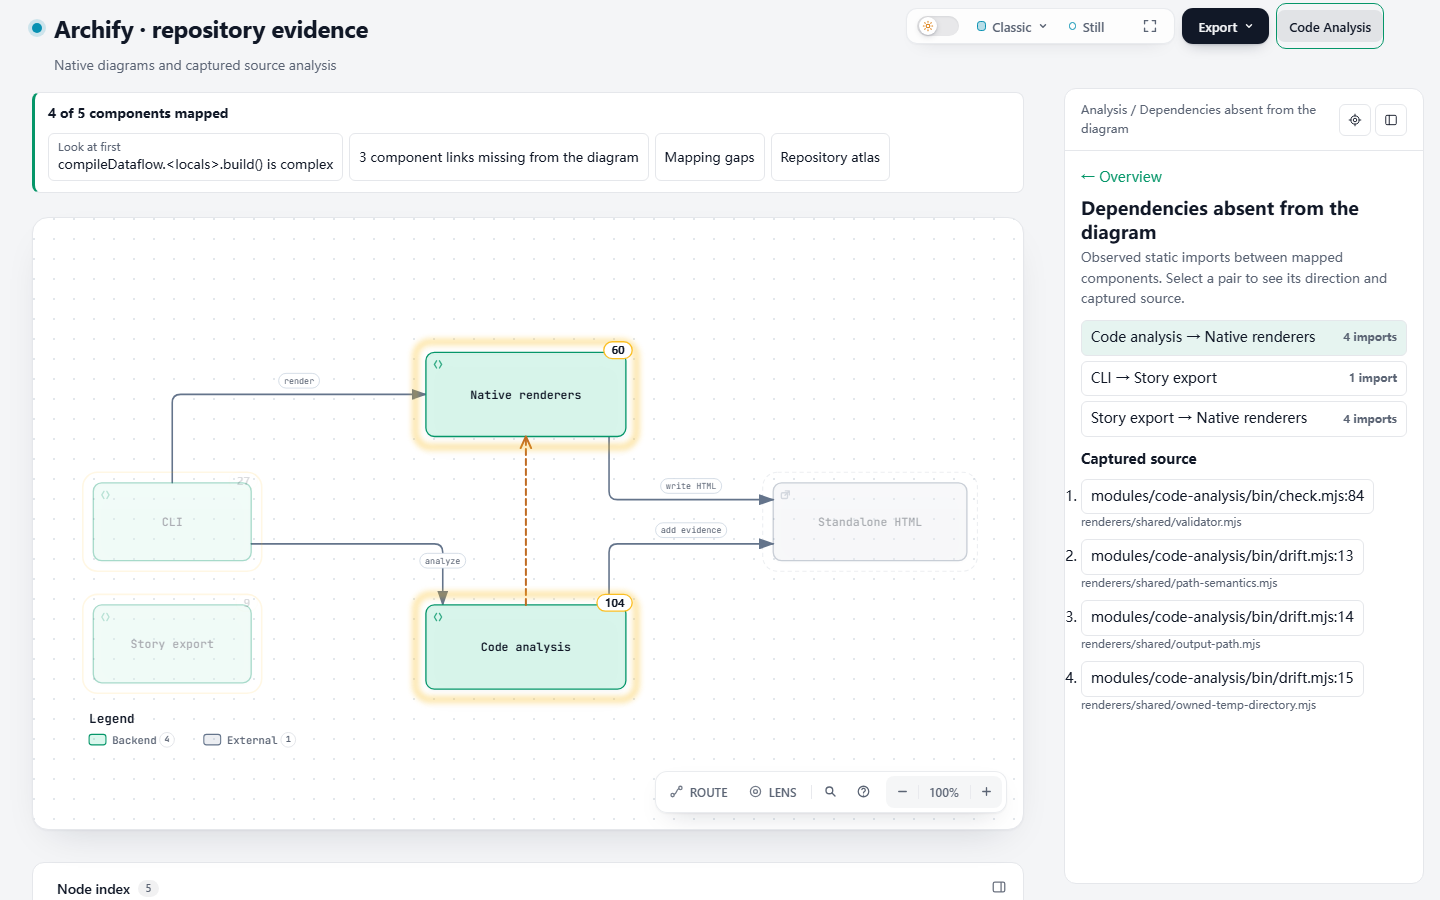 Archify · repository evidence
Native diagrams and captured source analysis
Classic
Still
Export
Code Analysis
4 of 5 components mapped
Look at first
compileDataflow.<locals>.build() is complex
3 component links missing from the diagram
Mapping gaps
Repository atlas
60
Native renderers
render
27
CLI
write HTML
Standalone HTML
add evidence
analyze
9
Story export
104
Code analysis
Legend
Backend 4
External 1
ROUTE
LENS
100%
Node index 5
Analysis / Dependencies absent from the
diagram
← Overview
Dependencies absent from the
diagram
Observed static imports between mapped
components. Select a pair to see its direction and
captured source.
Code analysis → Native renderers 4 imports
CLI → Story export 1 import
Story export → Native renderers 4 imports
Captured source
1. modules/code-analysis/bin/check.mjs:84
renderers/shared/validator.mjs
2. modules/code-analysis/bin/drift.mjs:13
renderers/shared/path-semantics.mjs
3. modules/code-analysis/bin/drift.mjs:14
renderers/shared/output-path.mjs
4. modules/code-analysis/bin/drift.mjs:15
renderers/shared/owned-temp-directory.mjs